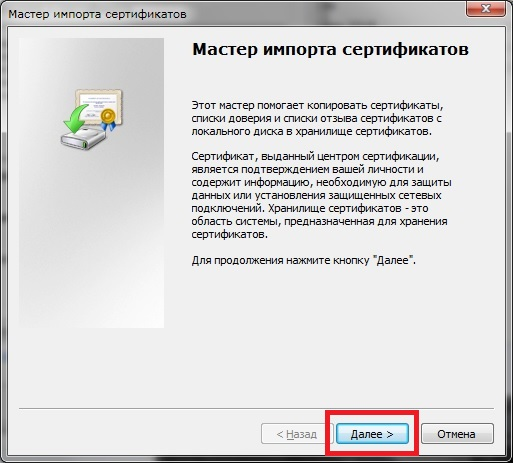 Мастер импорта сертификатов
Мастер импорта сертификатов
Этот мастер помогает копировать сертификаты,
списки доверия и списки отзыва сертификатов с
локального диска в хранилище сертификатов.
Сертификат, выданный центром сертификации,
является подтверждением вашей личности и
содержит информацию, необходимую для защиты
данных или установления защищенных сетевых
подключений. Хранилище сертификатов - это
область системы, предназначенная для хранения
сертификатов.
Для продолжения нажмите кнопку "Далее".
< Назад Далее > Отмена